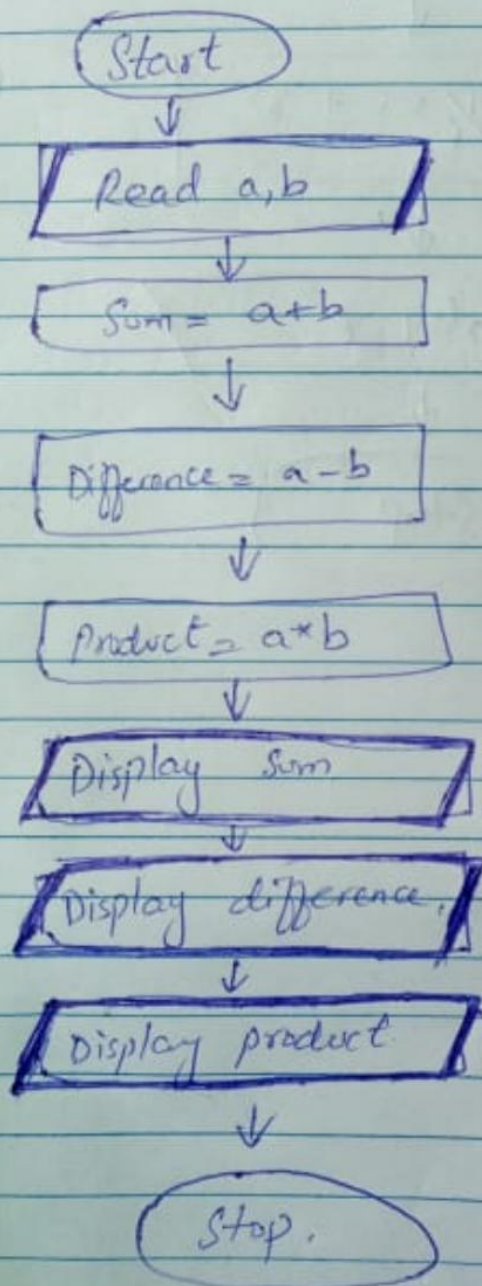 Start
Read a, b
Sum = a+b
Difference = a-b
Product = a*b
Display Sum
Display difference.
Display product
Stop.